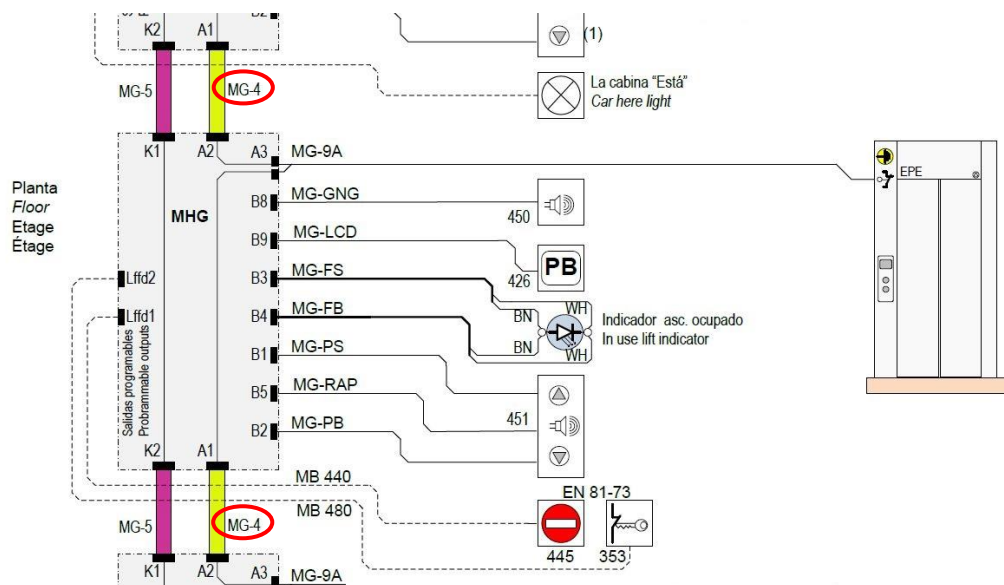 B2
K2 A1
(1)
MG-5 MG-4
La cabina “Está”
Car here light
K1 A2 A3 MG-9A
EPE
Planta
Floor
Etage
Étage
MHG
B8 MG-GNG
450
B9 MG-LCD
426 PB
Lffd2
B3 MG-FS
WH
BN
Lffd1
B4 MG-FB
BN
WH
Indicador asc. ocupado
In use lift indicator
B1 MG-PS
B5 MG-RAP
451
B2 MG-PB
Salidas programables
Probrammable outputs
K2 A1
MB 440
MB 480
EN 81-73
445 353
MG-5 MG-4
K1 A2 A3 MG-9A